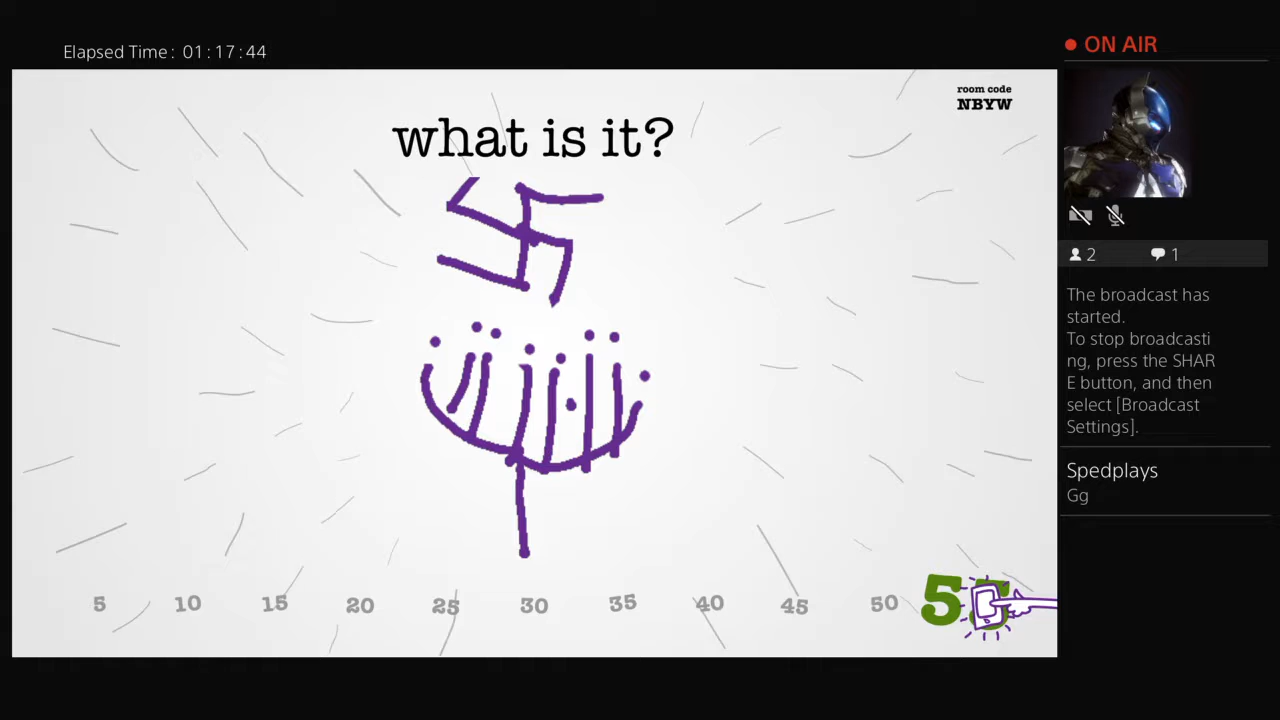 Elapsed Time: 01:17:44
ON AIR
room code
NBYW
what is it?
2 1
The broadcast has
started.
To stop broadcasti
ng, press the SHAR
E button, and then
select [Broadcast
Settings].
Spedplays
Gg
5 10 15 20 25 30 35 40 45 50 55